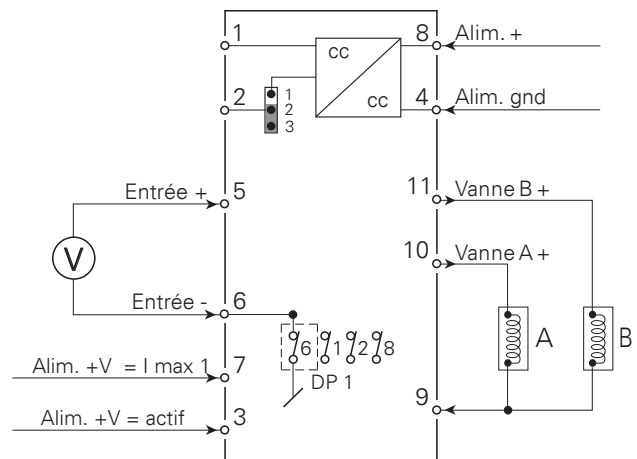 1
cc
8
Alim. +
2
1
2
3
cc
4
Alim. gnd
Entrée +
5
11
Vanne B +
V
10
Vanne A +
Entrée -
6
6
1
2
8
A
B
DP 1
Alim. +V = I max 1
7
9
Alim. +V = actif
3